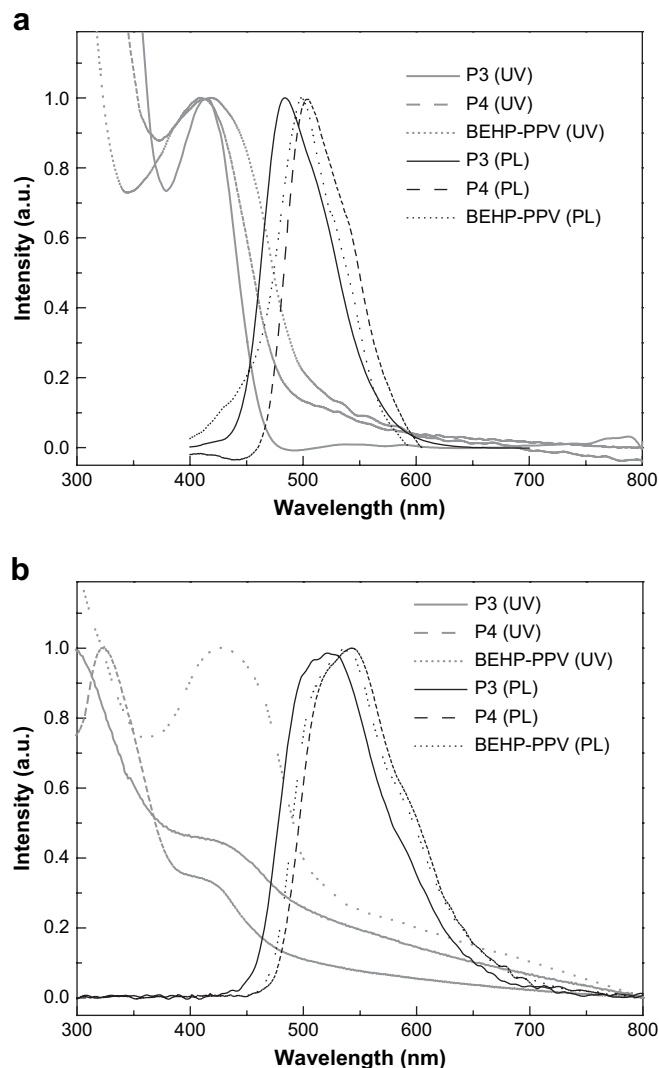 a
Intensity (a.u.)
1.0
0.8
0.6
0.4
0.2
0.0
P3 (UV)
P4 (UV)
BEHP-PPV (UV)
P3 (PL)
P4 (PL)
BEHP-PPV (PL)
300 400 500 600 700 800
Wavelength (nm)
b
Intensity (a.u.)
1.0
0.8
0.6
0.4
0.2
0.0
P3 (UV)
P4 (UV)
BEHP-PPV (UV)
P3 (PL)
P4 (PL)
BEHP-PPV (PL)
300 400 500 600 700 800
Wavelength (nm)